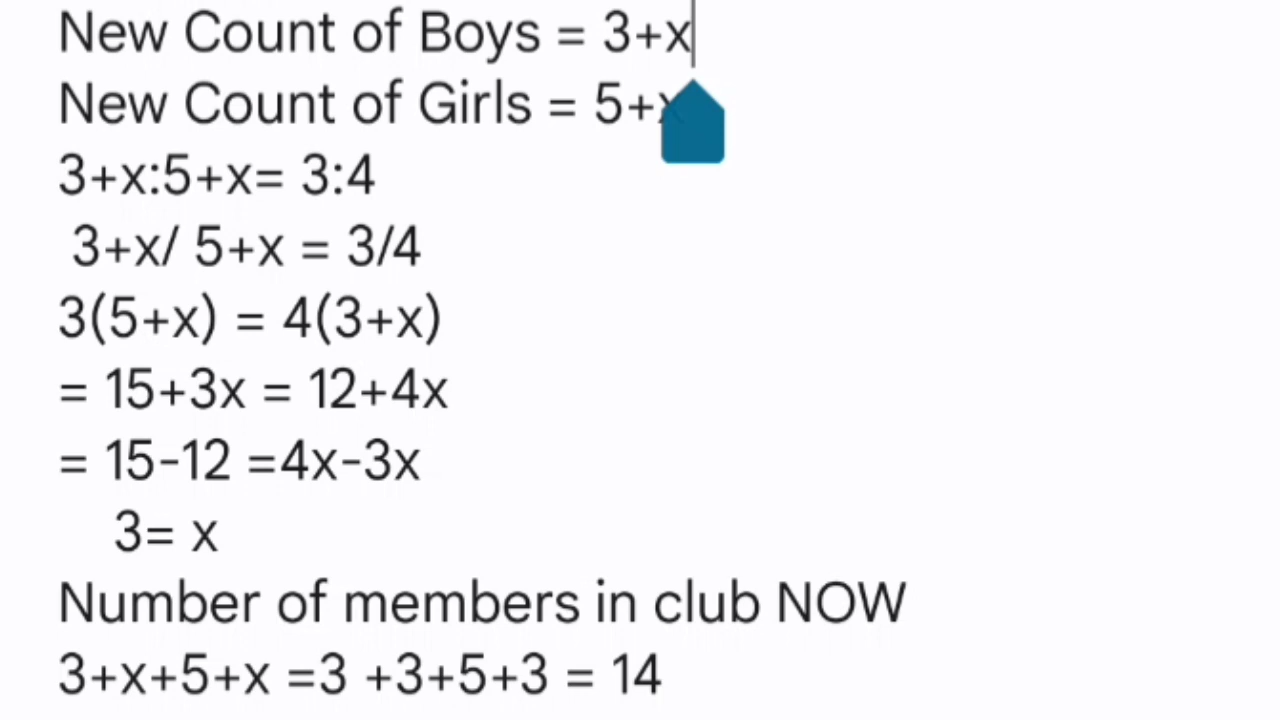 New Count of Boys = 3+x
New Count of Girls = 5+x
3+x:5+x= 3:4
3+x/ 5+x = 3/4
3(5+x) = 4(3+x)
= 15+3x = 12+4x
= 15-12 =4x-3x
3= x
Number of members in club NOW
3+x+5+x =3 +3+5+3 = 14